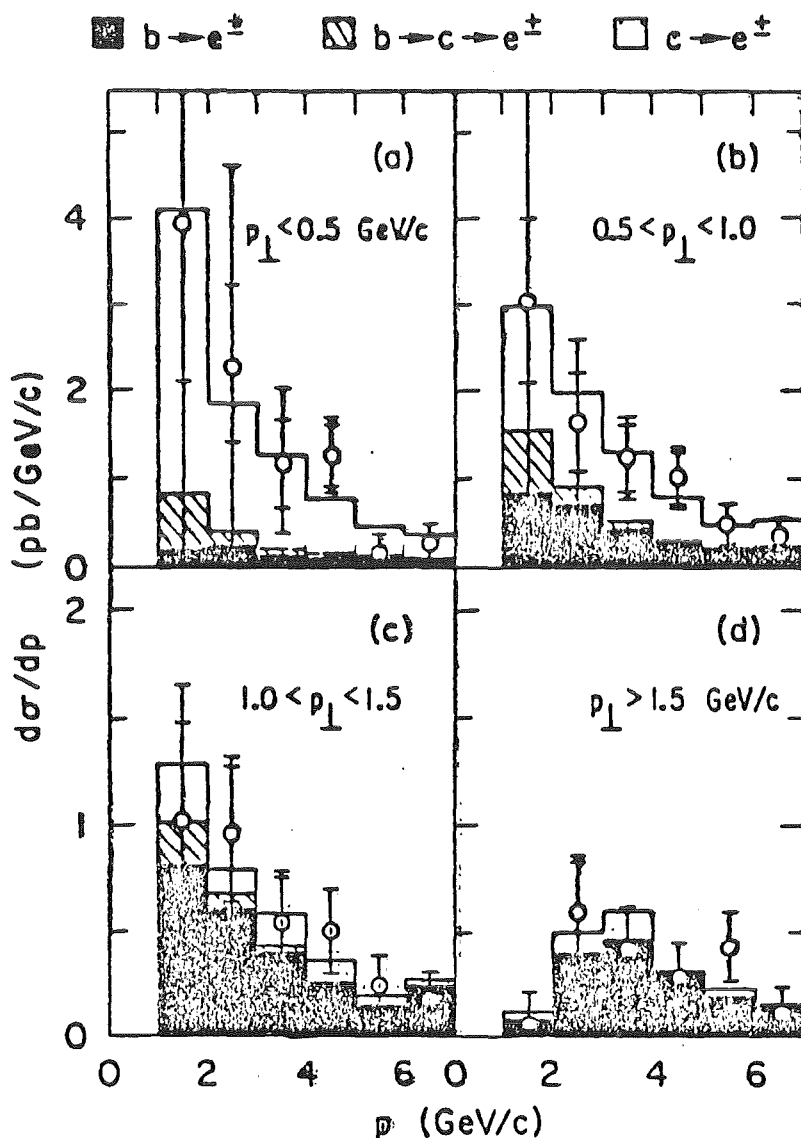 b → e± b → c → e± c → e±
(a)
p⊥ < 0.5 GeV/c
(b)
0.5 < p⊥ < 1.0
4
2
0
(c)
1.0 < p⊥ < 1.5
(d)
p⊥ > 1.5 GeV/c
2
1
0
dσ/dp (pb/GeV/c)
0 2 4 6 0 2 4 6
p (GeV/c)